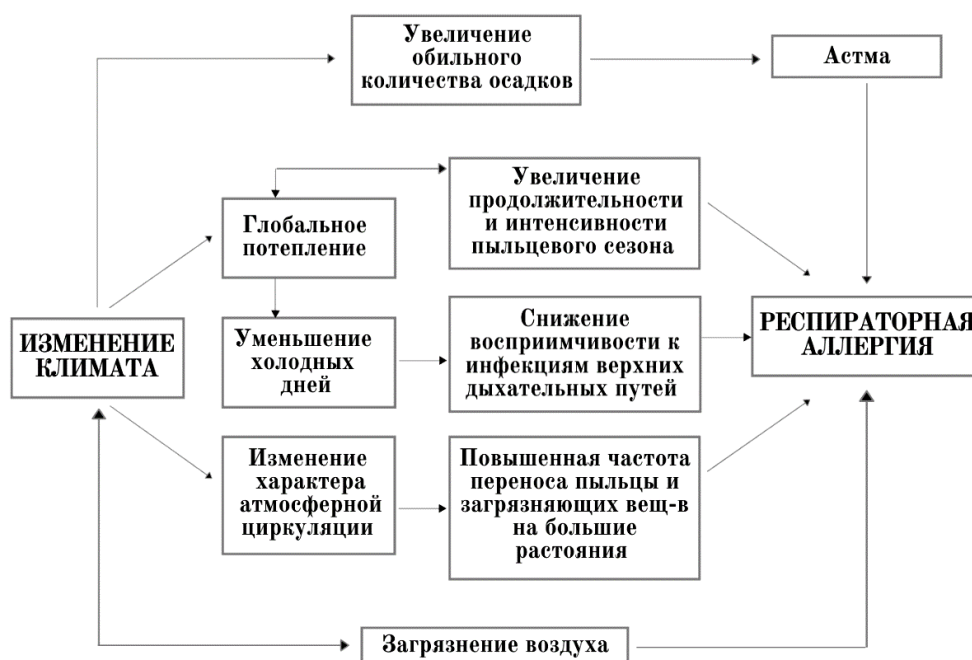 Увеличение
обильного
количества осадков
Астма
Увеличение
продолжительности
и интенсивности
пыльцевого сезона
Глобальное
потепление
ИЗМЕНЕНИЕ
КЛИМАТА
Уменьшение
холодных
дней
Снижение
восприимчивости к
инфекциям верхних
дыхательных путей
РЕСПИРАТОРНАЯ
АЛЛЕРГИЯ
Изменение
характера
атмосферной
циркуляции
Повышенная частота
переноса пыльцы и
загрязняющих вещ-в
на большие
растояния
Загрязнение воздуха